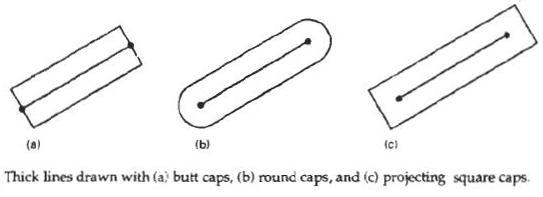 (a) (b) (c)
Thick lines drawn with (a) butt caps, (b) round caps, and (c) projecting square caps.